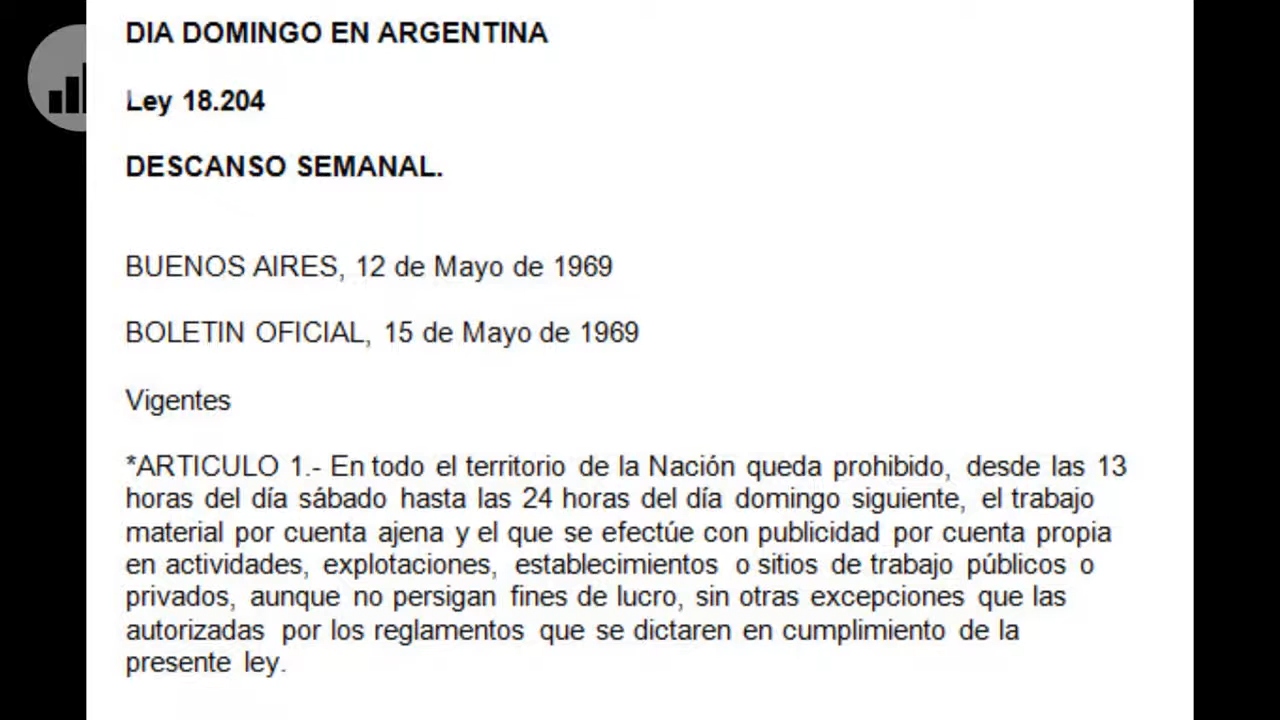 DIA DOMINGO EN ARGENTINA
Ley 18.204
DESCANSO SEMANAL.
BUENOS AIRES, 12 de Mayo de 1969
BOLETIN OFICIAL, 15 de Mayo de 1969
Vigentes
*ARTICULO 1.- En todo el territorio de la Nación queda prohibido, desde las 13
horas del día sábado hasta las 24 horas del día domingo siguiente, el trabajo
material por cuenta ajena y el que se efectúe con publicidad por cuenta propia
en actividades, explotaciones, establecimientos o sitios de trabajo públicos o
privados, aunque no persigan fines de lucro, sin otras excepciones que las
autorizadas por los reglamentos que se dictaren en cumplimiento de la
presente ley.